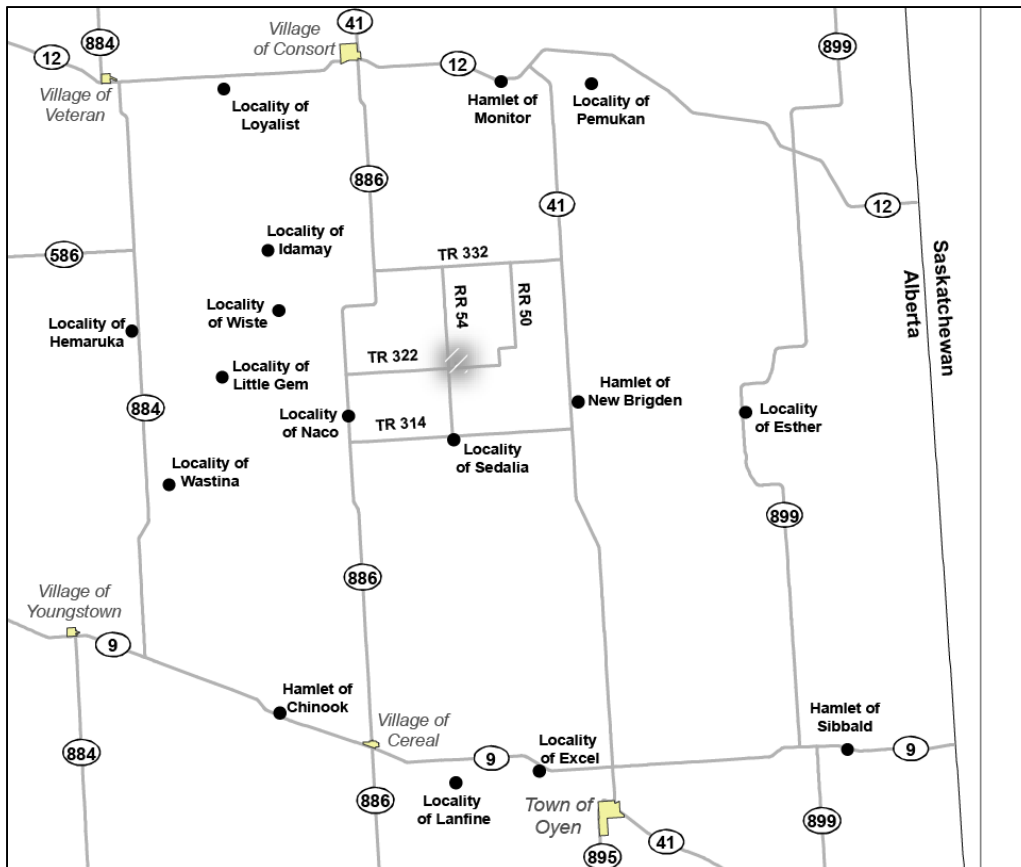 41
Village
of Consort
884
12
Village of
Veteran
899
12
Locality of
Loyalist
Hamlet of
Monitor
Locality of
Pemukan
886
41
12
Saskatchewan
Alberta
586
Locality of
Idamay
TR 332
RR 54
RR 50
Locality
of Wiste
Locality of
Hemaruka
TR 322
Locality of
Little Gem
Hamlet of
New Brigden
884
Locality
of Naco
TR 314
Locality
of Esther
Locality
of Sedalia
Locality of
Wastina
899
886
Village of
Youngstown
9
Hamlet of
Chinook
Village of
Cereal
Hamlet of
Sibbald
884
9
Locality
of Excel
9
886
Locality
of Lanfine
Town of
Oyen
899
41
895